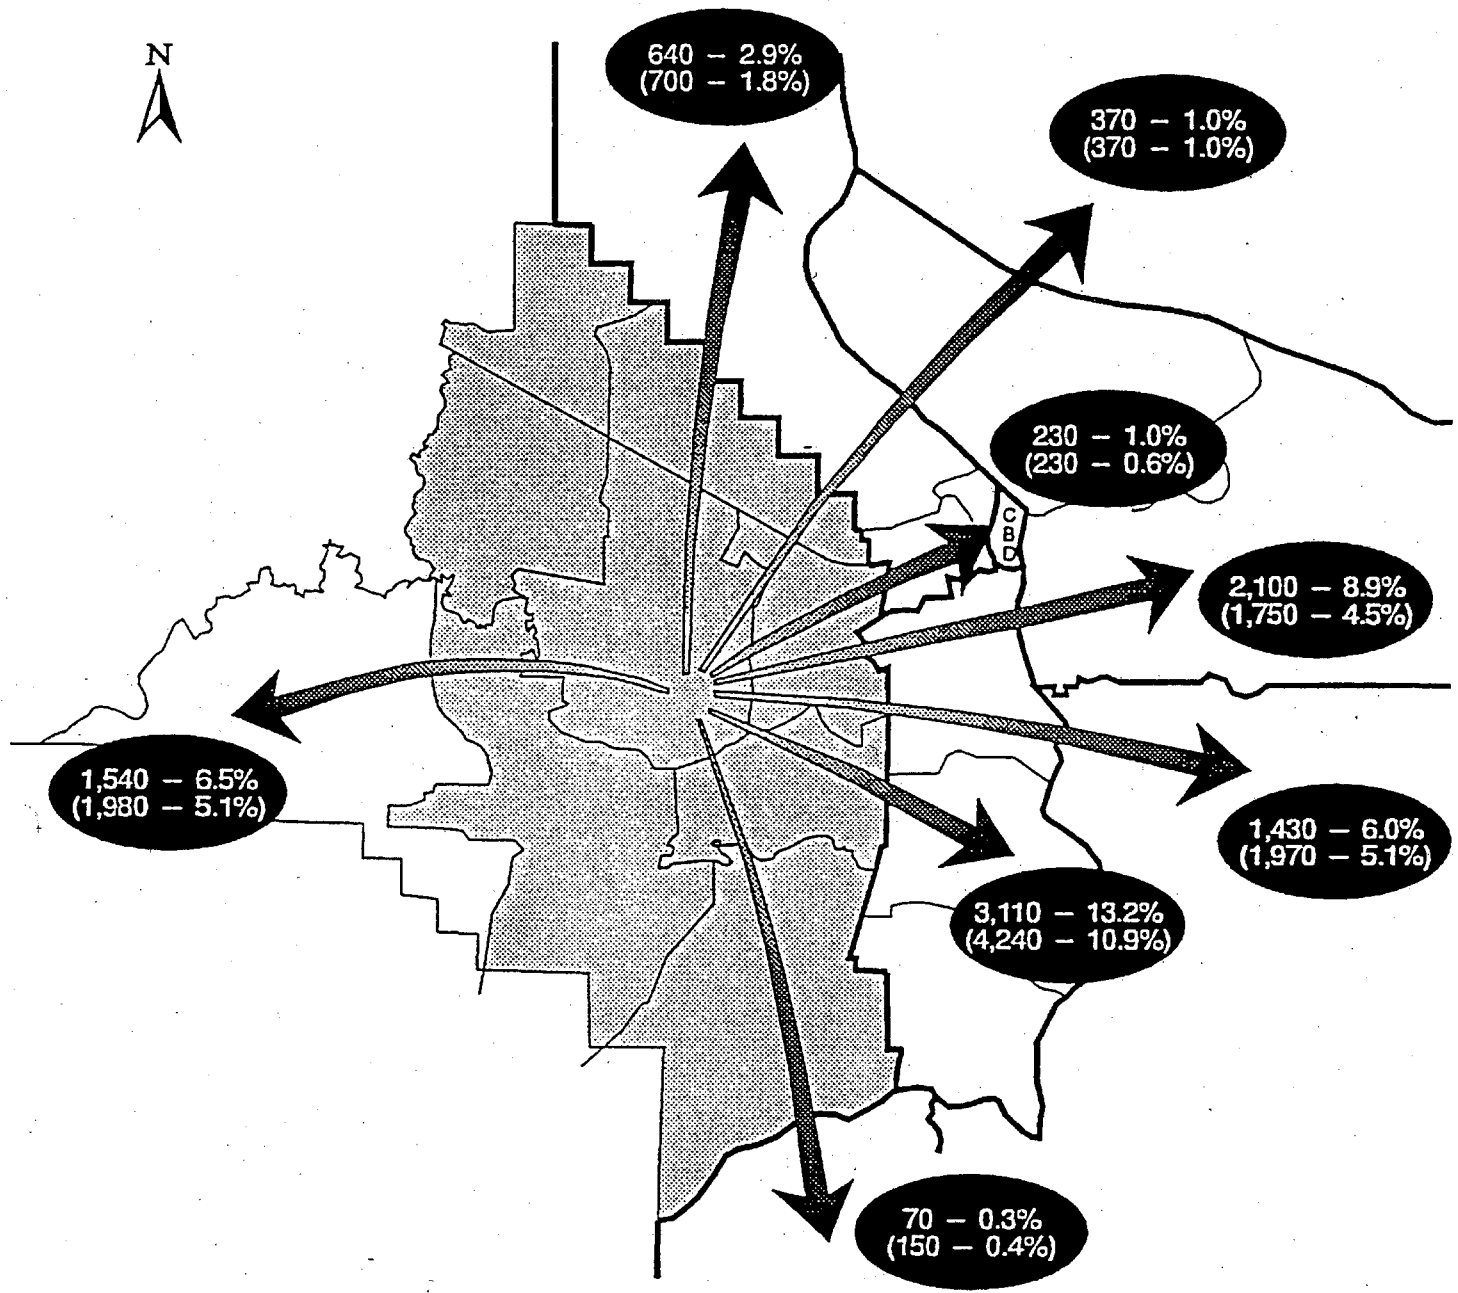 N
640 – 2.9%
(700 – 1.8%)
370 – 1.0%
(370 – 1.0%)
230 – 1.0%
(230 – 0.6%)
C
B
D
2,100 – 8.9%
(1,750 – 4.5%)
1,540 – 6.5%
(1,980 – 5.1%)
1,430 – 6.0%
(1,970 – 5.1%)
3,110 – 13.2%
(4,240 – 10.9%)
70 – 0.3%
(150 – 0.4%)